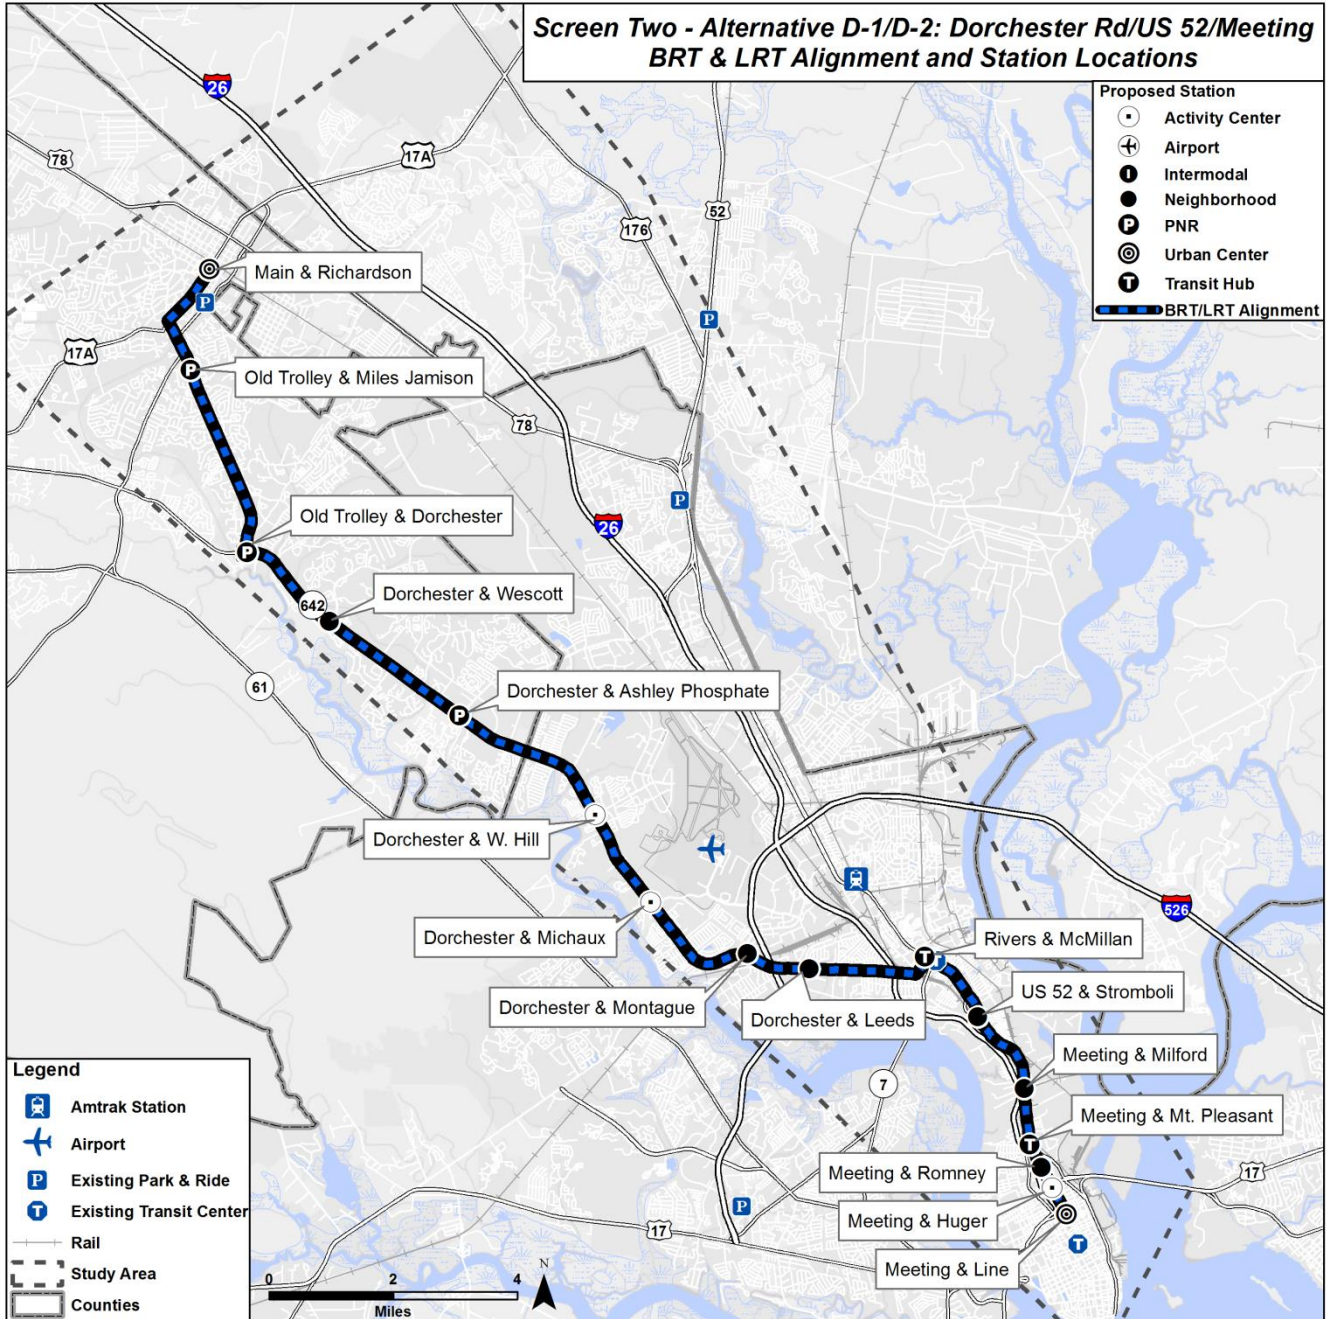 Screen Two - Alternative D-1/D-2: Dorchester Rd/US 52/Meeting
BRT & LRT Alignment and Station Locations
Proposed Station
Activity Center
Airport
I Intermodal
Neighborhood
P PNR
Urban Center
T Transit Hub
BRT/LRT Alignment
26
78
17A
176
52
Main & Richardson
P
P
17A
P
Old Trolley & Miles Jamison
78
P
Old Trolley & Dorchester
26
P
Dorchester & Wescott
642
61
Dorchester & Ashley Phosphate
P
Dorchester & W. Hill
526
Dorchester & Michaux
Rivers & McMillan
T
T
Dorchester & Montague
Dorchester & Leeds
US 52 & Stromboli
Meeting & Milford
7
Meeting & Mt. Pleasant
T
Meeting & Romney
17
P
Meeting & Huger
17
T
Meeting & Line
Legend
Amtrak Station
Airport
P Existing Park & Ride
T Existing Transit Center
Rail
Study Area
Counties
0 2 4
Miles
N